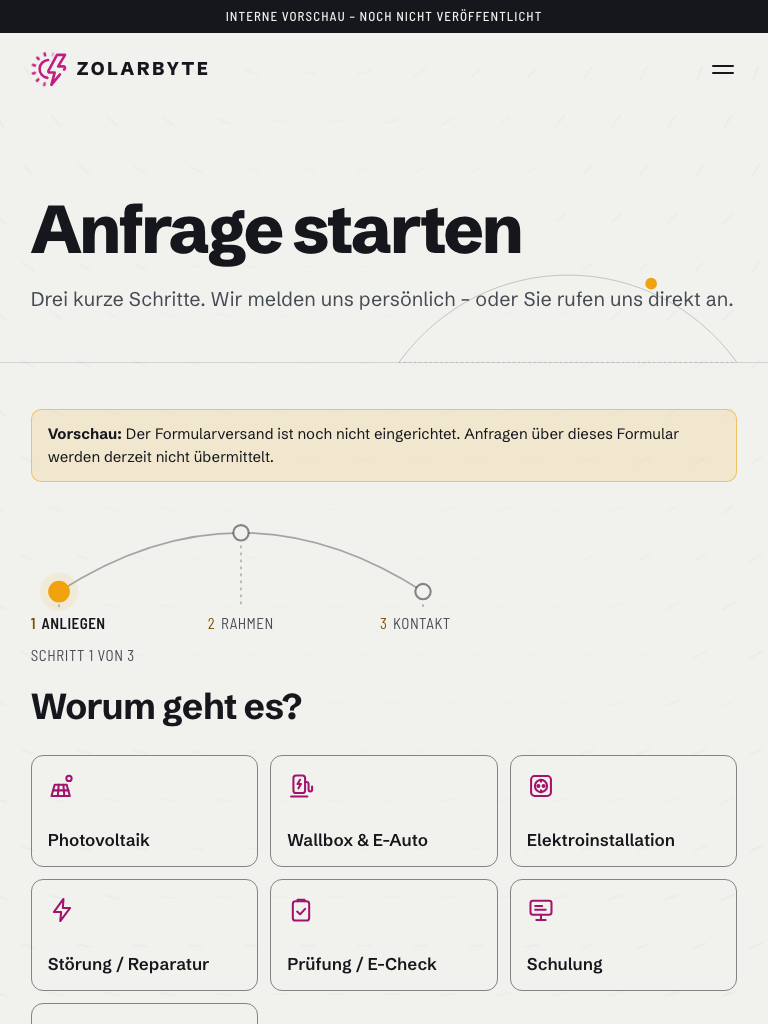 INTERNE VORSCHAU – NOCH NICHT VERÖFFENTLICHT
ZOLARBYTE
Anfrage starten
Drei kurze Schritte. Wir melden uns persönlich – oder Sie rufen uns direkt an.
Vorschau: Der Formularversand ist noch nicht eingerichtet. Anfragen über dieses Formular
werden derzeit nicht übermittelt.
1 ANLIEGEN
2 RAHMEN
3 KONTAKT
SCHRITT 1 VON 3
Worum geht es?
Photovoltaik
Wallbox & E-Auto
Elektroinstallation
Störung / Reparatur
Prüfung / E-Check
Schulung